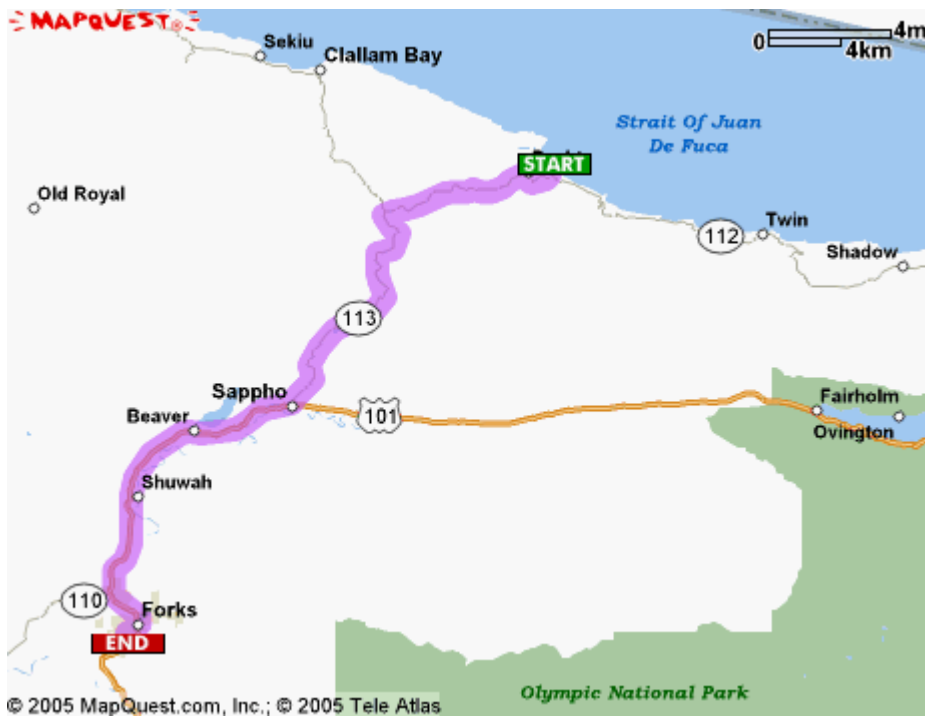 MAPQUEST
Sekiu
Clallam Bay
0
4m
4km
Strait Of Juan
De Fuca
START
Old Royal
112
Twin
Shadow
113
Sappho
Beaver
101
Fairholm
Ovington
Shuwah
110
Forks
END
Olympic National Park
© 2005 MapQuest.com, Inc.; © 2005 Tele Atlas